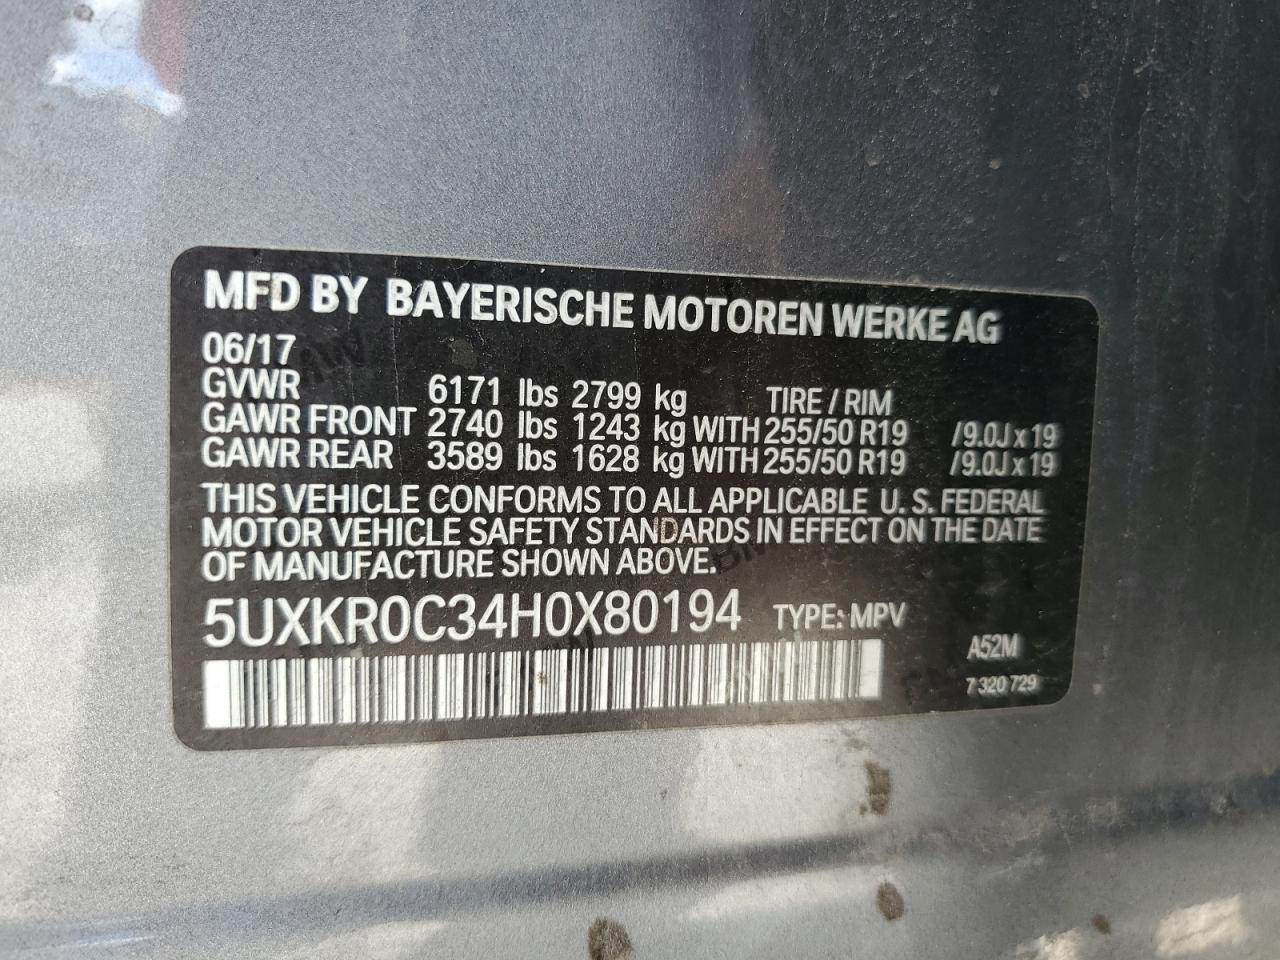 MFD BY BAYERISCHE MOTOREN WERKE AG
06/17
GVWR 6171 lbs 2799 kg TIRE / RIM
GAWR FRONT 2740 lbs 1243 kg WITH 255/50 R19 /9.0J x 19
GAWR REAR 3589 lbs 1628 kg WITH 255/50 R19 /9.0J x 19
THIS VEHICLE CONFORMS TO ALL APPLICABLE U. S. FEDERAL
MOTOR VEHICLE SAFETY STANDARDS IN EFFECT ON THE DATE
OF MANUFACTURE SHOWN ABOVE.
5UXKR0C34H0X80194 TYPE: MPV
A52M
7 320 729